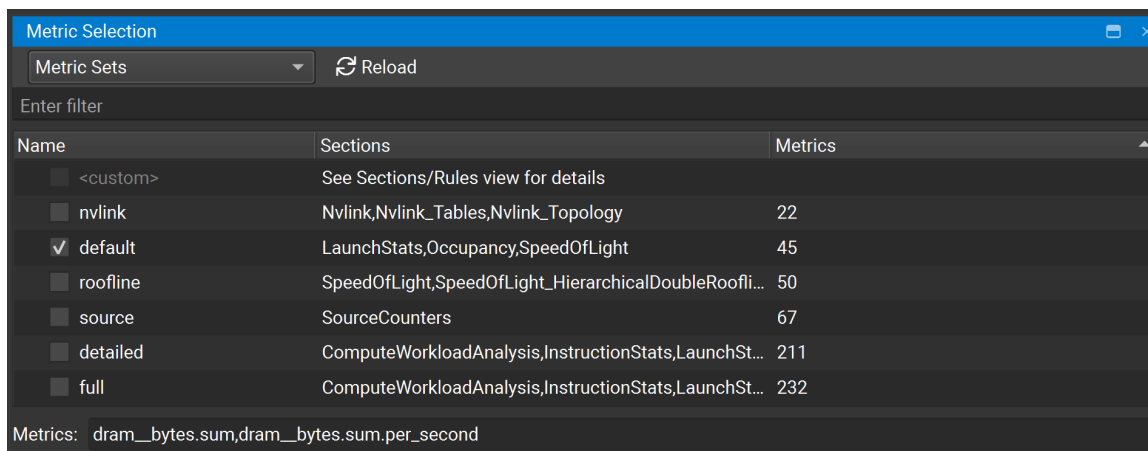 Metric Selection
Metric Sets Reload
Enter filter
Name Sections Metrics
<custom> See Sections/Rules view for details
nvlink Nvlink,Nvlink_Tables,Nvlink_Topology 22
default LaunchStats,Occupancy,SpeedOfLight 45
roofline SpeedOfLight,SpeedOfLight_HierarchicalDoubleRoofli... 50
source SourceCounters 67
detailed ComputeWorkloadAnalysis,InstructionStats,LaunchSt... 211
full ComputeWorkloadAnalysis,InstructionStats,LaunchSt... 232
Metrics: dram__bytes.sum,dram__bytes.sum.per_second